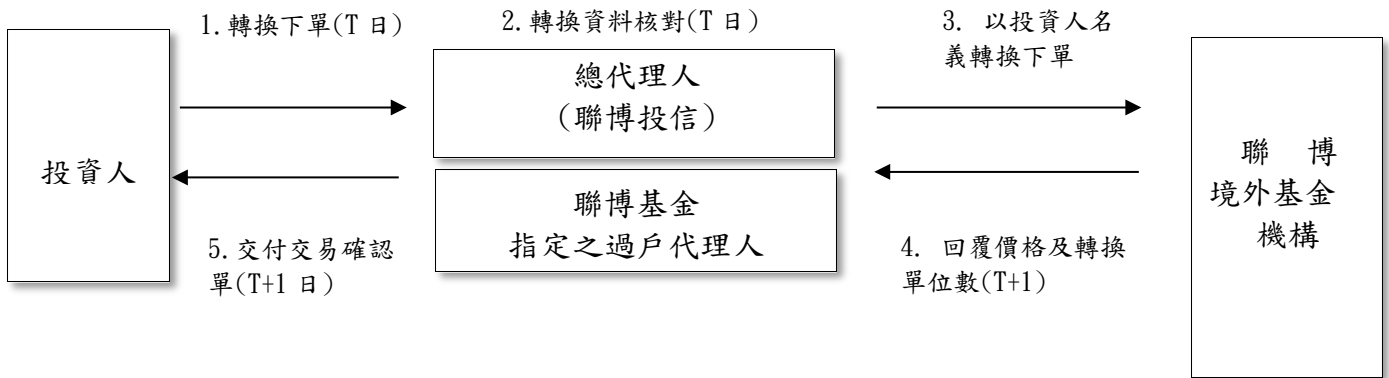 1.轉換下單(T 日)
2.轉換資料核對(T 日)
3. 以投資人名
義轉換下單
投資人
總代理人
(聯博投信)
聯博基金
指定之過戶代理人
聯 博
境外基金
機構
5.交付交易確認
單(T+1 日)
4. 回覆價格及轉換
單位數(T+1)